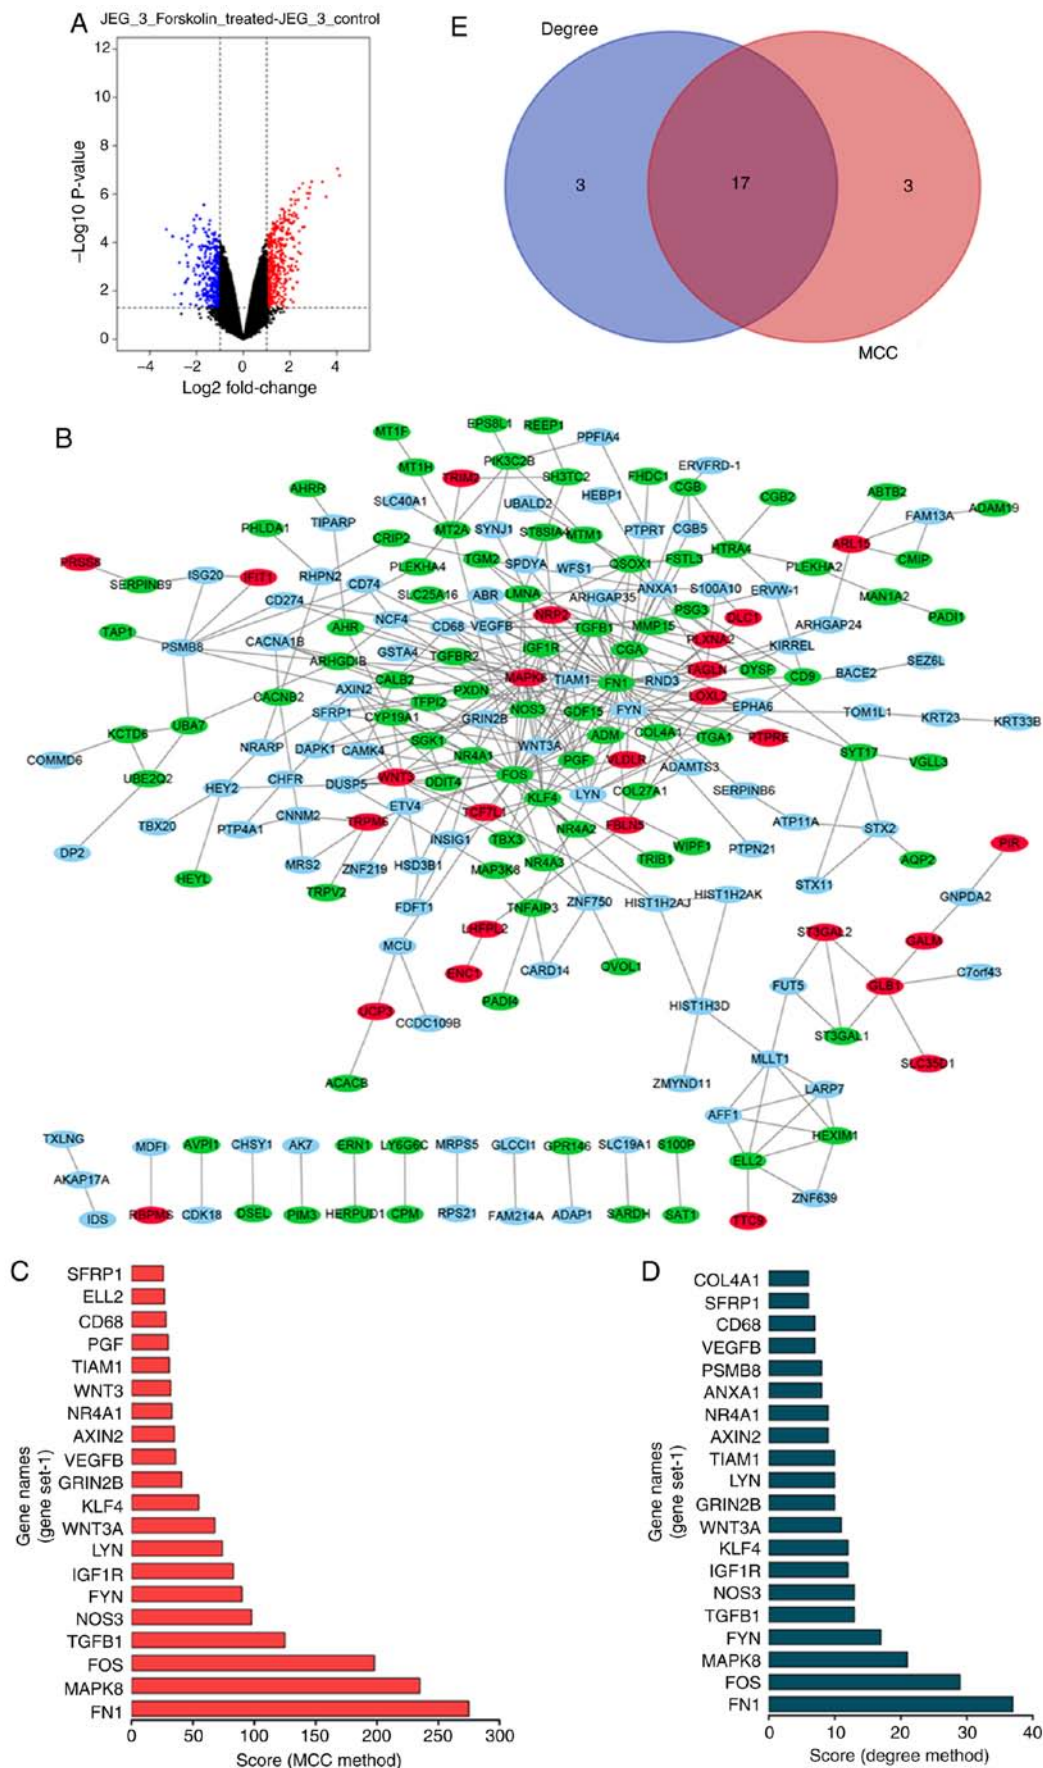 A
JEG_3_Forskolin_treated-JEG_3_control
12
10
8
6
4
2
0
−4 −2 0 2 4
−Log10 P-value
Log2 fold-change
E
Degree
3 17 3
MCC
B
MT1F
EPS8L1
REEP1
PPFIA4
MT1H
PIK3C2B
TRIM2
SH3TC2
FHDC1
ERVFRD-1
CGB
AHRR
SLC40A1
UBALD2
HEBP1
CGB2
ABTB2
ADAM19
PHLDA1
TIPARP
MT2A
SYNJ1
ST8SIA4
MTM1
PTPRT
CGB5
FAM13A
CRIP2
ARL15
PRSS8
SERPINB9
ISG20
IFIT1
RHPN2
CD74
PLEKHA4
TGM2
SPDYA
WFS1
QSOX1
FSTL3
HTRA4
PLEKHA2
CMIP
CD274
SLC25A16
ABR
LMNA
ARHGAP35
ANXA1
S100A10
ERVW-1
MAN1A2
PADI1
TAP1
PSMB8
CACNA1B
AHR
NCF4
CD68
VEGFB
NRP2
TGFB1
MMP15
PSG3
DLC1
PLXNA2
KIRREL
ARHGAP24
ARHGDIB
GSTA4
TGFBR2
IGF1R
CGA
TAGLN
DYSF
CD9
BACE2
SEZ6L
CACNB2
AXIN2
CALB2
TFPI2
PXDN
MAPK8
TIAM1
FN1
RND3
LOXL2
EPHA6
TOM1L1
KRT23
KRT33B
KCTD6
UBA7
SFRP1
CYP19A1
GRIN2B
NOS3
GDF15
FYN
COMMD6
UBE2Q2
NRARP
DAPK1
CAMK4
SGK1
NR4A1
WNT3A
ADM
COL4A1
ITGA1
PTPRE
SYT17
VGLL3
HEY2
CHFR
DUSP5
WNT3
DDIT4
FOS
PGF
VLDLR
ADAMTS3
TBX20
PTP4A1
CNNM2
TRPM6
ETV4
TCF7L1
KLF4
LYN
COL27A1
SERPINB6
ATP11A
STX2
DP2
HEYL
MRS2
ZNF219
HSD3B1
INSIG1
TBX3
NR4A2
FBLN5
WIPF1
TRIB1
PTPN21
STX11
AQP2
PIR
TRPV2
MAP3K8
NR4A3
FDFT1
TNFAIP3
ZNF750
HIST1H2AJ
HIST1H2AK
GNPDA2
MCU
LHFPL2
ENC1
CARD14
OVOL1
ST3GAL2
GALM
PADI4
UCP3
CCDC109B
HIST1H3D
FUT5
GLB1
C7orf43
ST3GAL1
ACACB
ZMYND11
MLLT1
SLC35D1
LARP7
AFF1
HEXIM1
ELL2
ZNF639
TTC9
TXLNG
MDFI AVPI1 CHSY1 AK7 ERN1 LY6G6C MRPS5 GLCCI1 GPR146 SLC19A1 S100P
AKAP17A
IDS RBPMS CDK18 DSEL PIM3 HERPUD1 CPM RPS21 FAM214A ADAP1 SARDH SAT1
C
Gene names
(gene set-1)
SFRP1
ELL2
CD68
PGF
TIAM1
WNT3
NR4A1
AXIN2
VEGFB
GRIN2B
KLF4
WNT3A
LYN
IGF1R
FYN
NOS3
TGFB1
FOS
MAPK8
FN1
0 50 100 150 200 250 300
Score (MCC method)
D
Gene names
(gene set-1)
COL4A1
SFRP1
CD68
VEGFB
PSMB8
ANXA1
NR4A1
AXIN2
TIAM1
LYN
GRIN2B
WNT3A
KLF4
IGF1R
NOS3
TGFB1
FYN
MAPK8
FOS
FN1
0 10 20 30 40
Score (degree method)